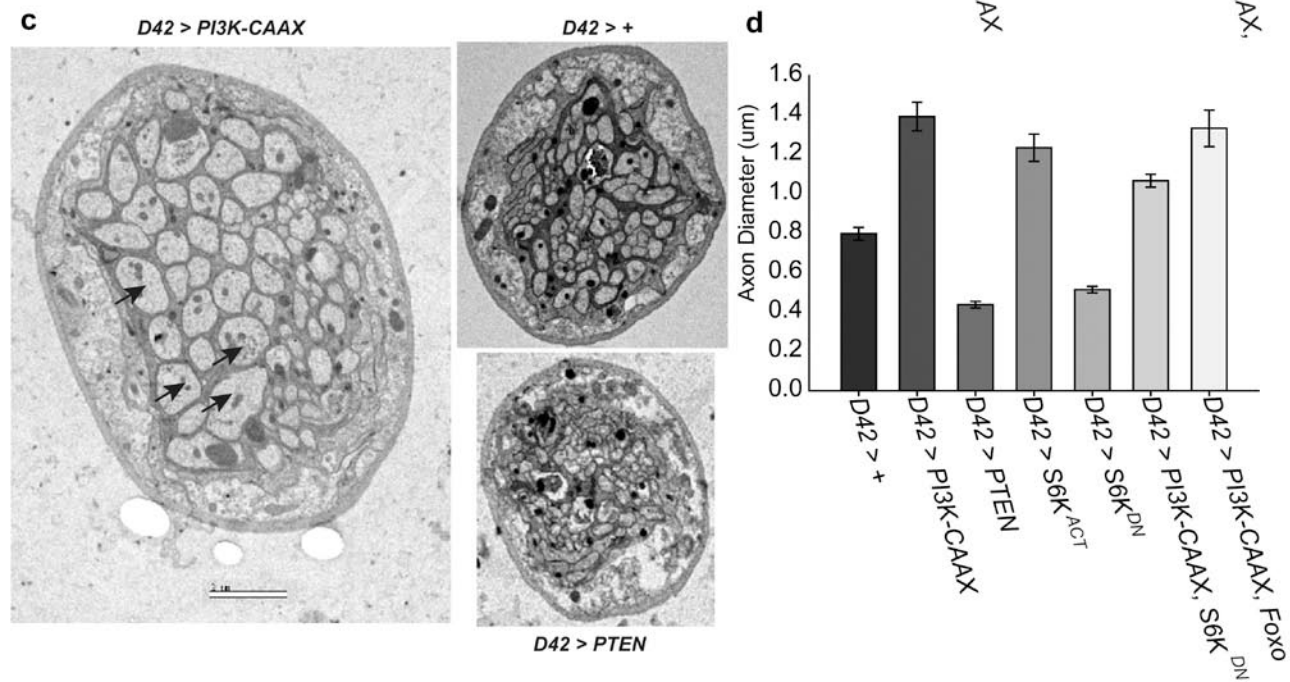 c
D42 > PI3K-CAAX
D42 > +
D42 > PTEN
d
AX
AX,
Axon Diameter (um)
1.6
1.4
1.2
1.0
0.8
0.6
0.4
0.2
0.0
D42 > +
D42 > PI3K-CAAX
D42 > PTEN
D42 > S6K^ACT
D42 > S6K^DN
D42 > PI3K-CAAX, S6K^DN
D42 > PI3K-CAAX, Foxo